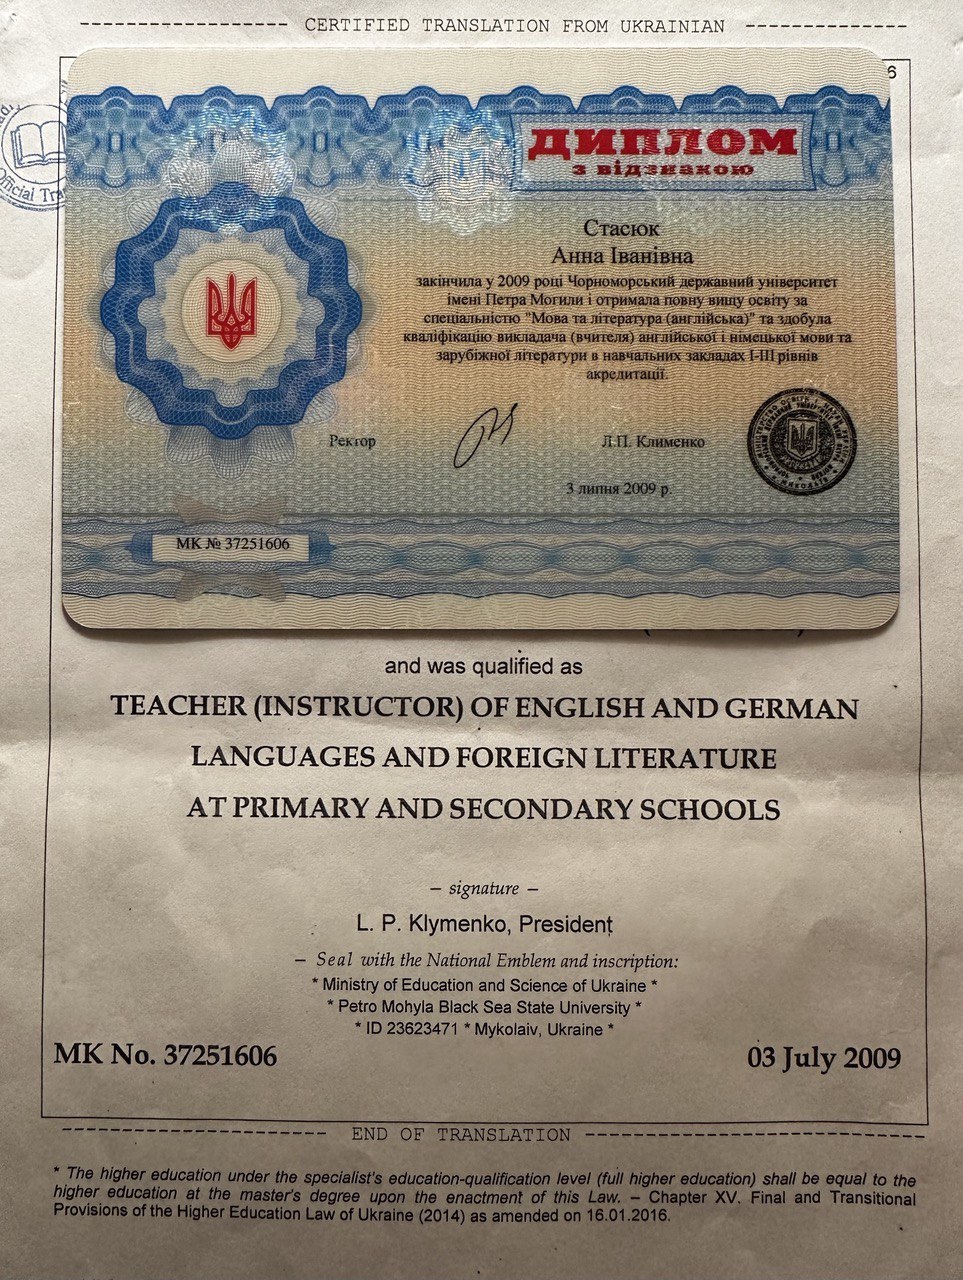 CERTIFIED TRANSLATION FROM UKRAINIAN
6
ДИПЛОМ
з відзнакою
Стасюк
Анна Іванівна
закінчила у 2009 році Чорноморський державний університет
імені Петра Могили і отримала повну вищу освіту за
спеціальністю "Мова та література (англійська)" та здобула
кваліфікацію викладача (вчителя) англійської і німецької мови та
зарубіжної літератури в навчальних закладах І-ІІІ рівнів
акредитації.
Ректор
Л.П. Клименко
3 липня 2009 р.
МК № 37251606
and was qualified as
TEACHER (INSTRUCTOR) OF ENGLISH AND GERMAN
LANGUAGES AND FOREIGN LITERATURE
AT PRIMARY AND SECONDARY SCHOOLS
– signature –
L. P. Klymenko, President
– Seal with the National Emblem and inscription:
* Ministry of Education and Science of Ukraine *
* Petro Mohyla Black Sea State University *
* ID 23623471 * Mykolaiv, Ukraine *
MK No. 37251606
03 July 2009
END OF TRANSLATION
* The higher education under the specialist's education-qualification level (full higher education) shall be equal to the
higher education at the master's degree upon the enactment of this Law. – Chapter XV. Final and Transitional
Provisions of the Higher Education Law of Ukraine (2014) as amended on 16.01.2016.